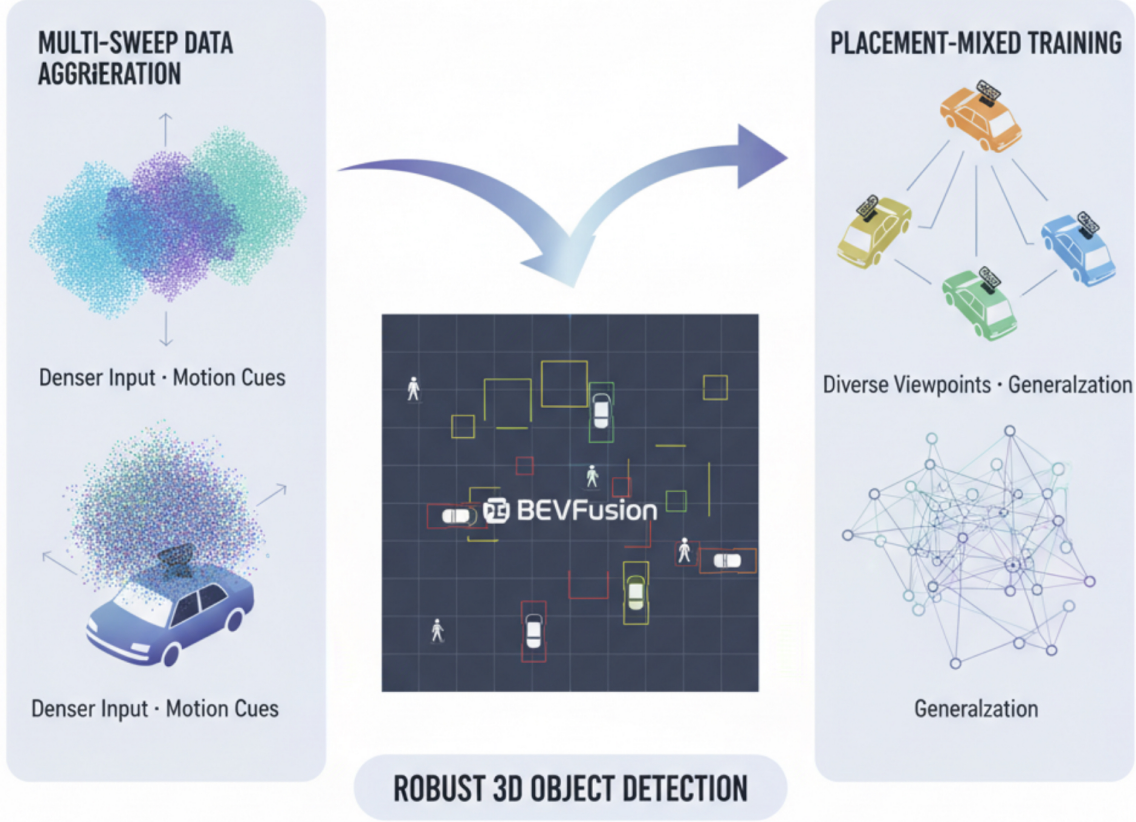 MULTI-SWEEP DATA
AGGRIERATION
Denser Input · Motion Cues
Denser Input · Motion Cues
BEVFusion
ROBUST 3D OBJECT DETECTION
PLACEMENT-MIXED TRAINING
Diverse Viewpoints · Generalzation
Generalzation